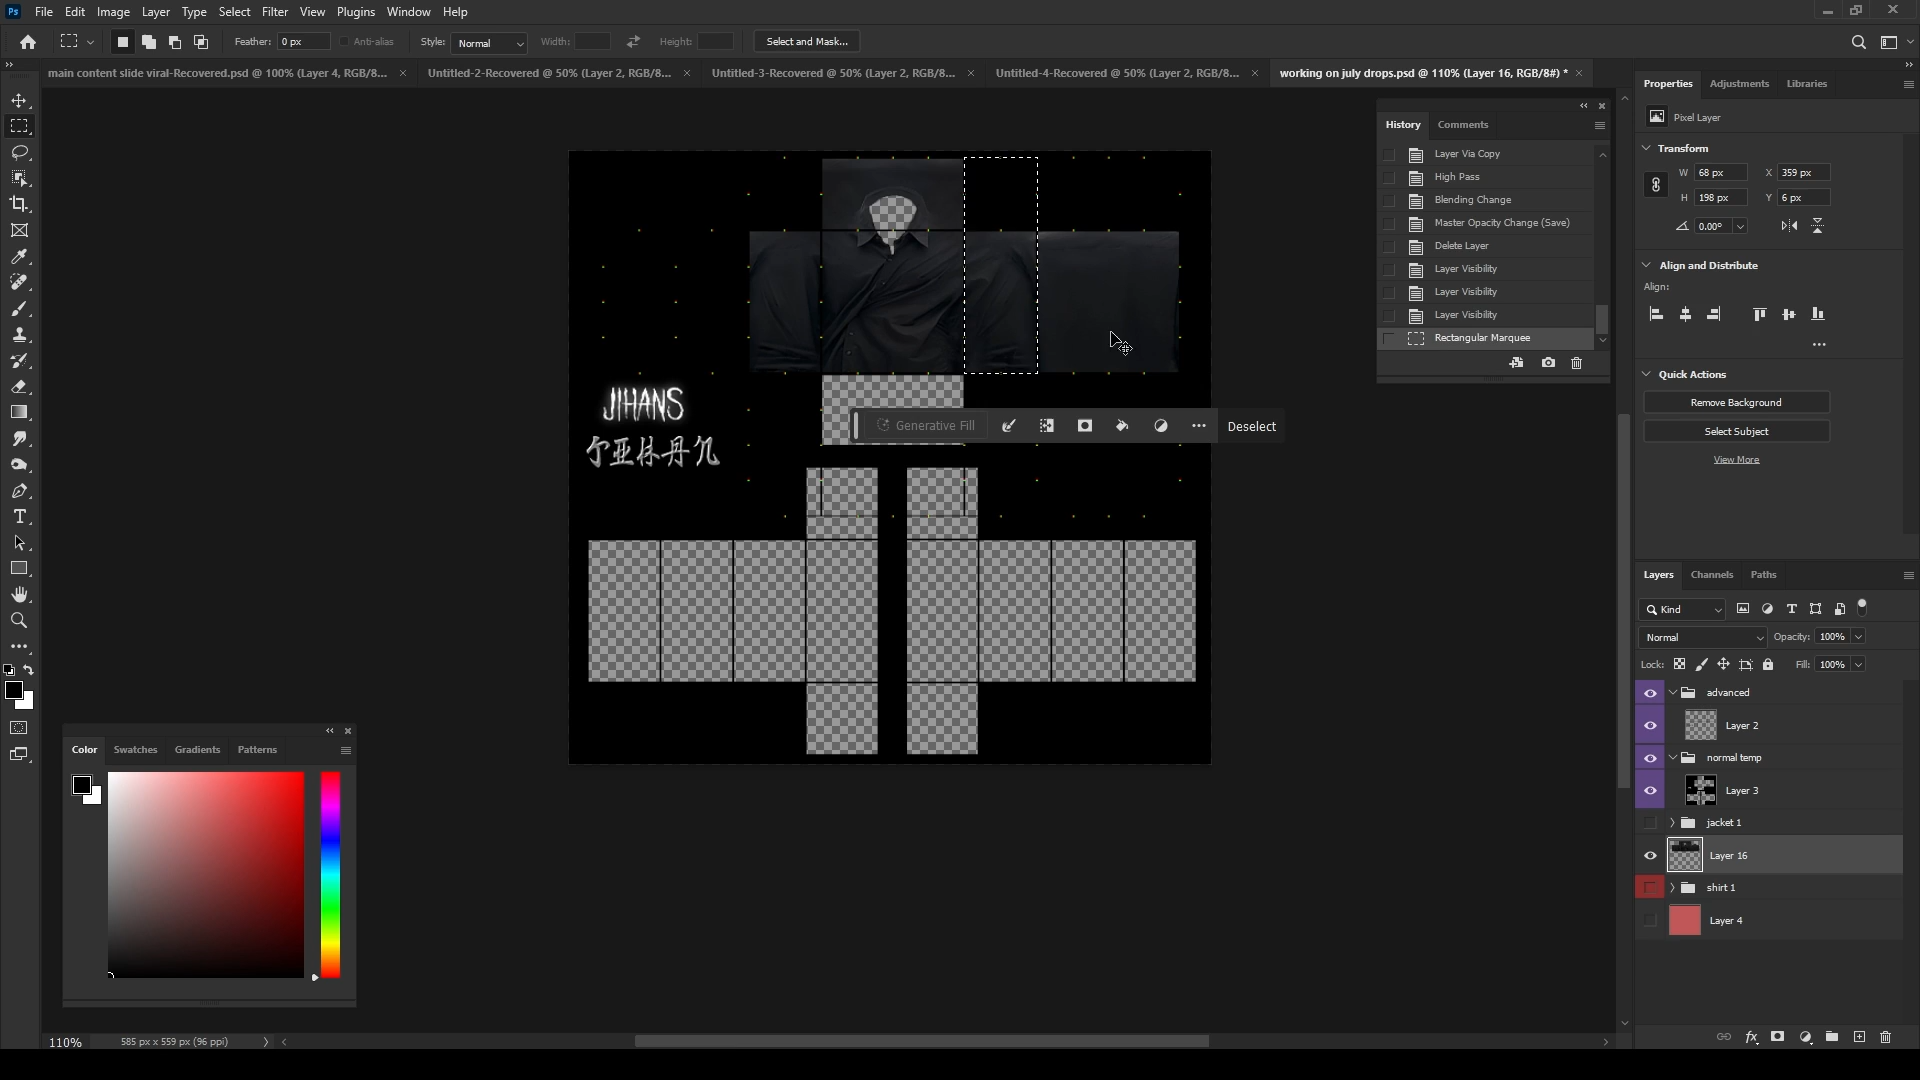 Ps File Edit Image Layer Type Select Filter View Plugins Window Help
Feather: 0 px Anti-alias Style: Normal Width: Height: Select and Mask...
main content slide viral-Recovered.psd @ 100% (Layer 4, RGB/8... × Untitled-2-Recovered @ 50% (Layer 2, RGB/8... × Untitled-3-Recovered @ 50% (Layer 2, RGB/8... × Untitled-4-Recovered @ 50% (Layer 2, RGB/8... × working on july drops.psd @ 110% (Layer 16, RGB/8#) * ×
History Comments
Layer Via Copy
High Pass
Blending Change
Master Opacity Change (Save)
Delete Layer
Layer Visibility
Layer Visibility
Layer Visibility
Rectangular Marquee
JIHANS
Generative Fill Deselect
Color Swatches Gradients Patterns
110% 585 px x 559 px (96 ppi)
Properties Adjustments Libraries
Pixel Layer
Transform
W 68 px X 359 px
H 198 px Y 6 px
0.00°
Align and Distribute
Align:
Quick Actions
Remove Background
Select Subject
View More
Layers Channels Paths
Kind
Normal Opacity: 100%
Lock: Fill: 100%
advanced
Layer 2
normal temp
Layer 3
jacket 1
Layer 16
shirt 1
Layer 4